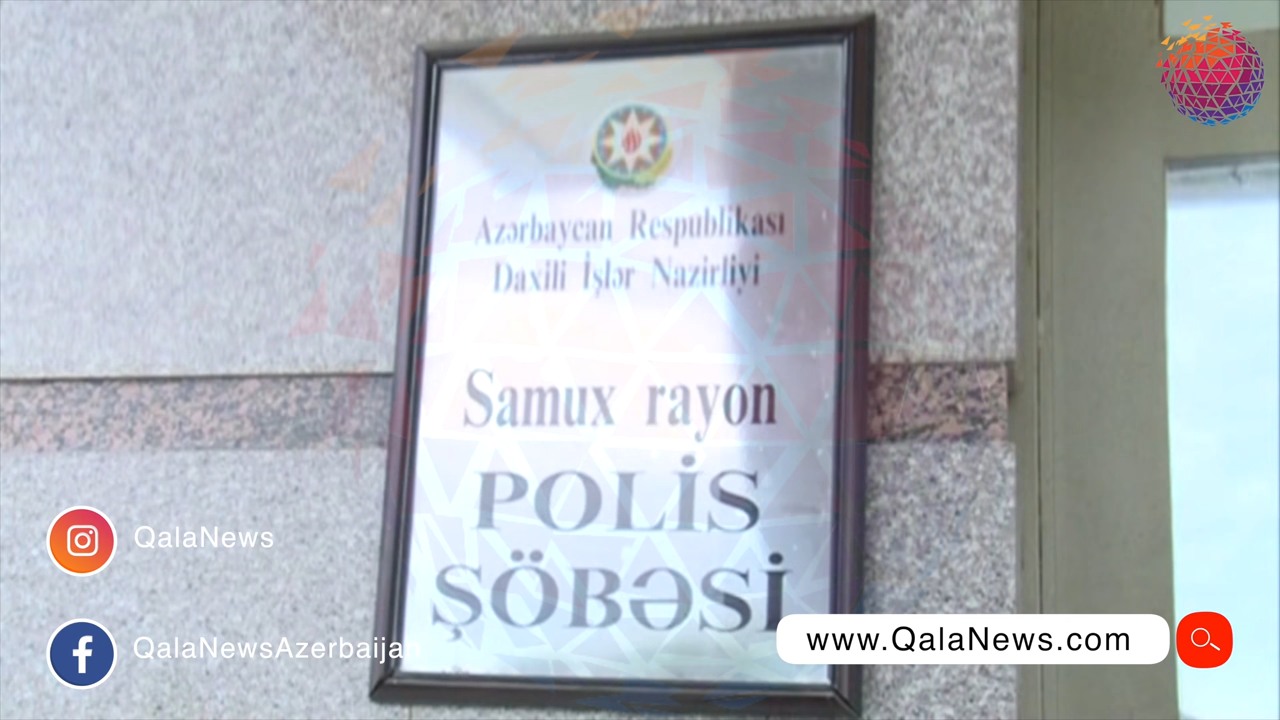 Azərbaycan Respublikası
Daxili İşlər Nazirliyi
Samux rayon
POLİS
ŞÖBƏSİ
QalaNews
QalaNewsAzerbaijan
www.QalaNews.com